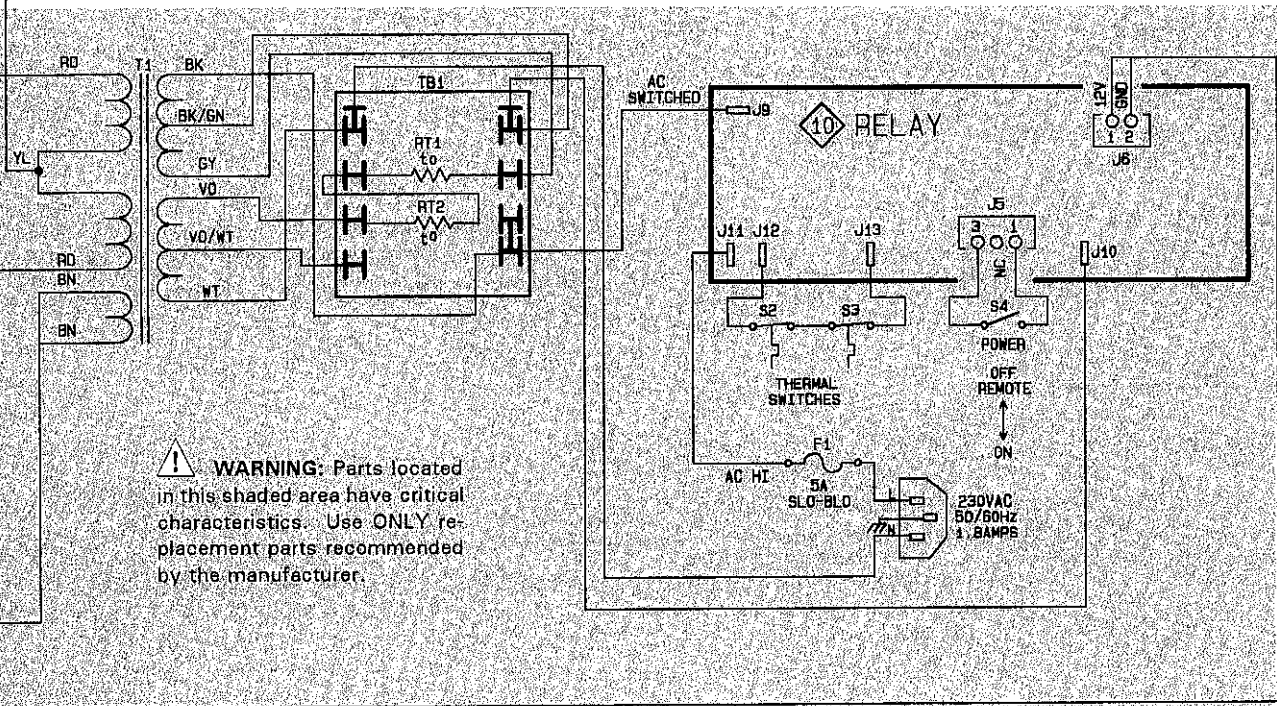 RD
T1
BK
BK/GN
YL
GY
VO
VO/WT
RD
BN
WT
BN
TB1
RT1
to
RT2
to
AC
SWITCHED
J9
10 RELAY
12V
GND
1 2
J6
J11 J12
J13
J5
3 1
NC
J10
S2
S3
S4
POWER
THERMAL
SWITCHES
OFF
REMOTE
ON
F1
AC HI
5A
SLO-BLO
L
N
230VAC
50/60Hz
1.8AMPS
! WARNING: Parts located
in this shaded area have critical
characteristics. Use ONLY re-
placement parts recommended
by the manufacturer.